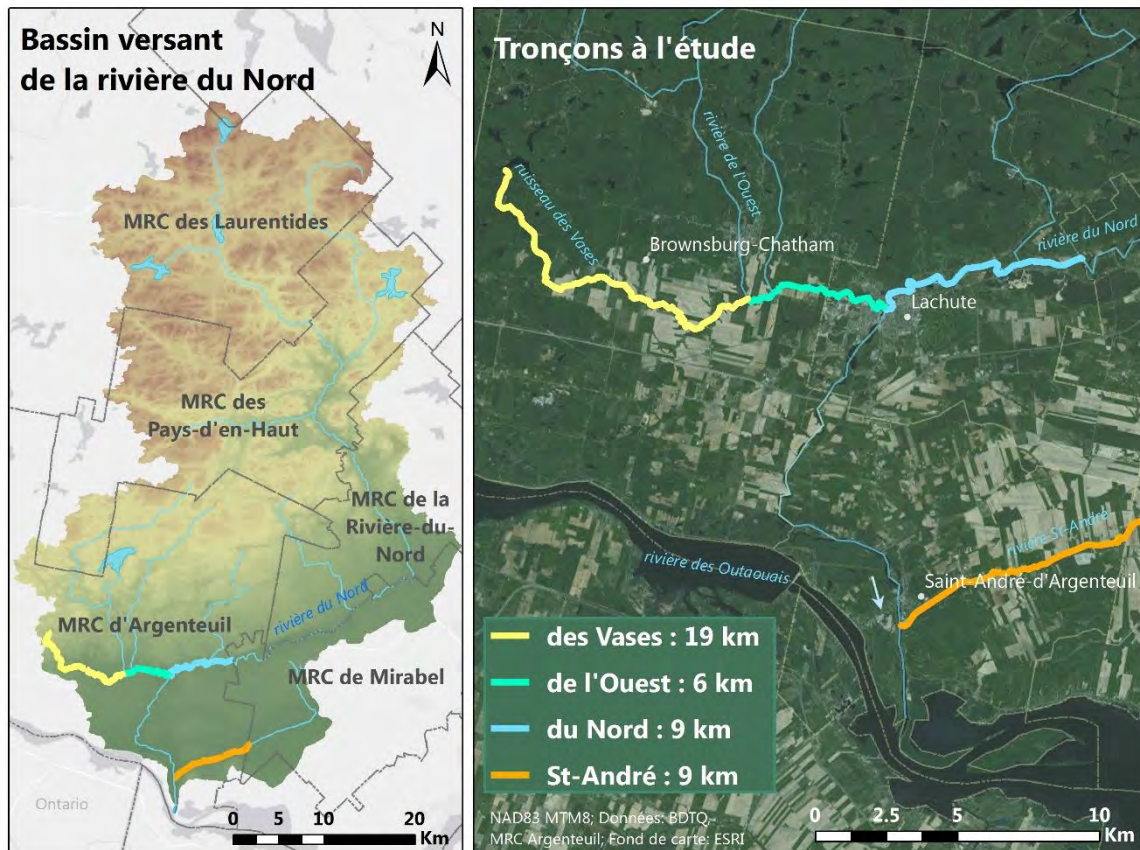 Bassin versant
de la rivière du Nord
N
MRC des Laurentides
MRC des
Pays-d'en-Haut
MRC de la
Rivière-du-
Nord
rivière du Nord
MRC d'Argenteuil
MRC de Mirabel
Ontario
0 5 10 20
Km
Tronçons à l'étude
ruisseau des Vases
rivière de l'Ouest
Brownsburg-Chatham
rivière du Nord
Lachute
rivière des Outaouais
rivière St-André
Saint-André-d'Argenteuil
des Vases : 19 km
de l'Ouest : 6 km
du Nord : 9 km
St-André : 9 km
NAD83 MTM8; Données: BDTQ,
MRC Argenteuil; Fond de carte: ESRI
0 2.5 5 10
Km